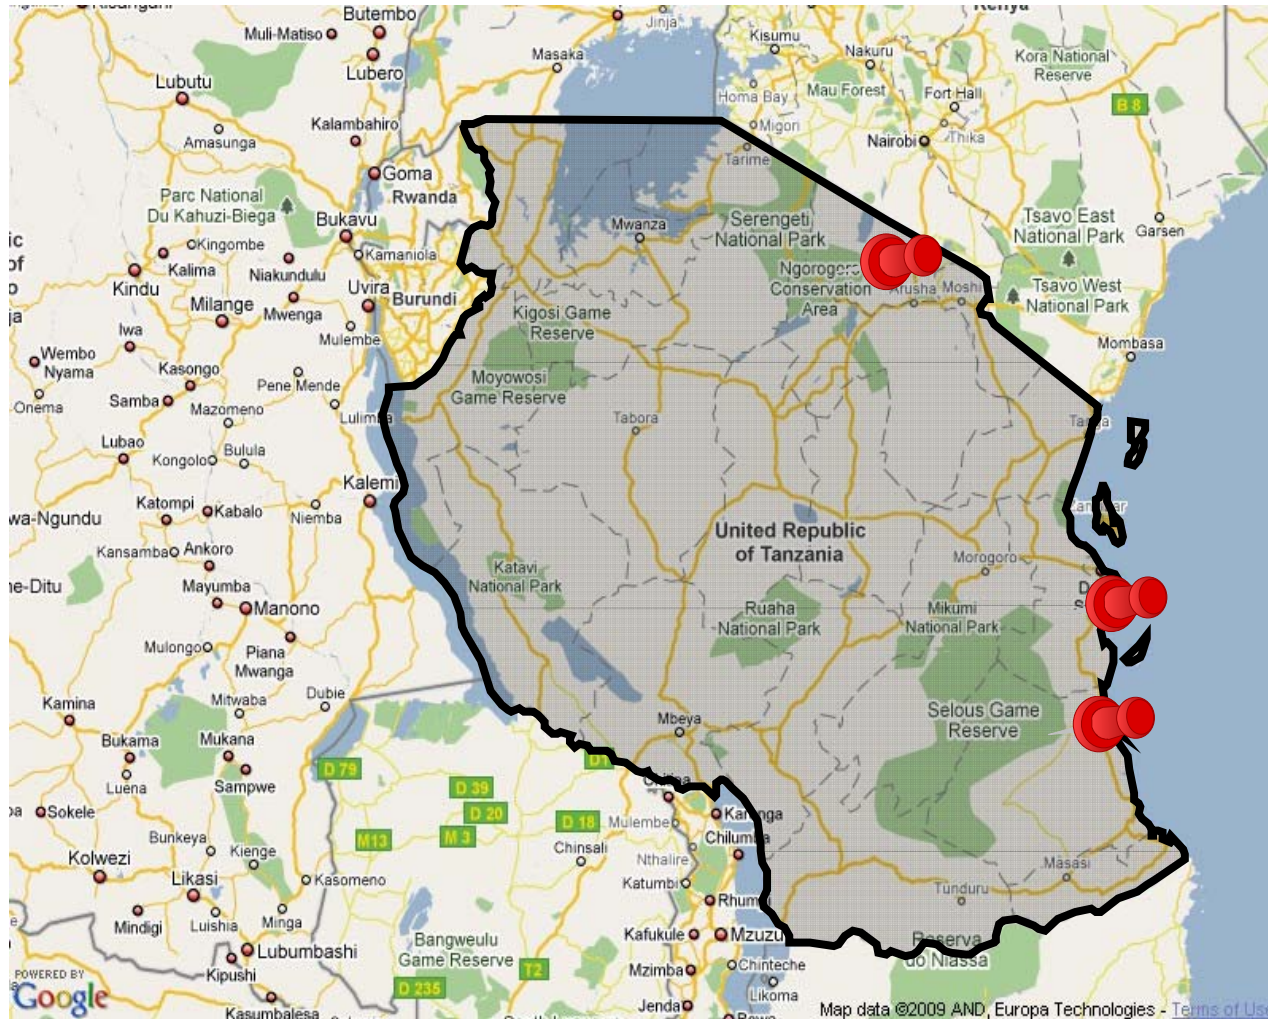 Butembo
Muli-Matiso
Lubero
Lubutu
Amasunga
Kalambahiro
Goma
Rwanda
Parc National
Du Kahuzi-Biega
Bukavu
Kingombe
Kamaniola
Kalima
Niakundulu
Kindu
Uvira
Burundi
Milange
Mwenga
Iwa
Mulembe
Wembo
Nyama
Kasongo
Pene Mende
Onema
Samba
Mazomeno
Lubao
Kongolo
Bulula
Kalemi
Katompi
Kabalo
Niemba
wa-Ngundu
Kansamba
Ankoro
ne-Ditu
Mayumba
Manono
Mulongo
Piana
Mwanga
Kamina
Mitwaba
Dubie
Bukama
Mukana
Luena
Sampwe
Sokele
Bunkeya
Kienge
Kolwezi
Likasi
Kasomeno
Mindigi
Luishia
Minga
Lubumbashi
Kipushi
Kasumbalesa
Jinja
Kenya
Masaka
Kisumu
Nakuru
Kora National
Reserve
Homa Bay
Mau Forest
Fort Hall
B 8
Migori
Nairobi
Thika
Tarime
Mwanza
Serengeti
National Park
Tsavo East
National Park
Garsen
Conservation
Area
Arusha
Moshi
Tsavo West
National Park
Mombasa
Kigosi Game
Reserve
Moyowosi
Game Reserve
Tabora
United Republic
of Tanzania
Morogoro
Katavi
National Park
Ruaha
National Park
Mikumi
National Park
Mbeya
Selous Game
Reserve
D 79
D 39
D 20
D 18
M13
M 3
Mulembe
Chinsali
Nthalire
Katumbi
Kafukule
Mzuzu
Mzimba
Chinteche
Likoma
Jenda
Bangweulu
Game Reserve
T2
D 235
Masasi
Tunduru
Reserva
do Niassa
POWERED BY
Google
Map data ©2009 AND, Europa Technologies - Terms of Us